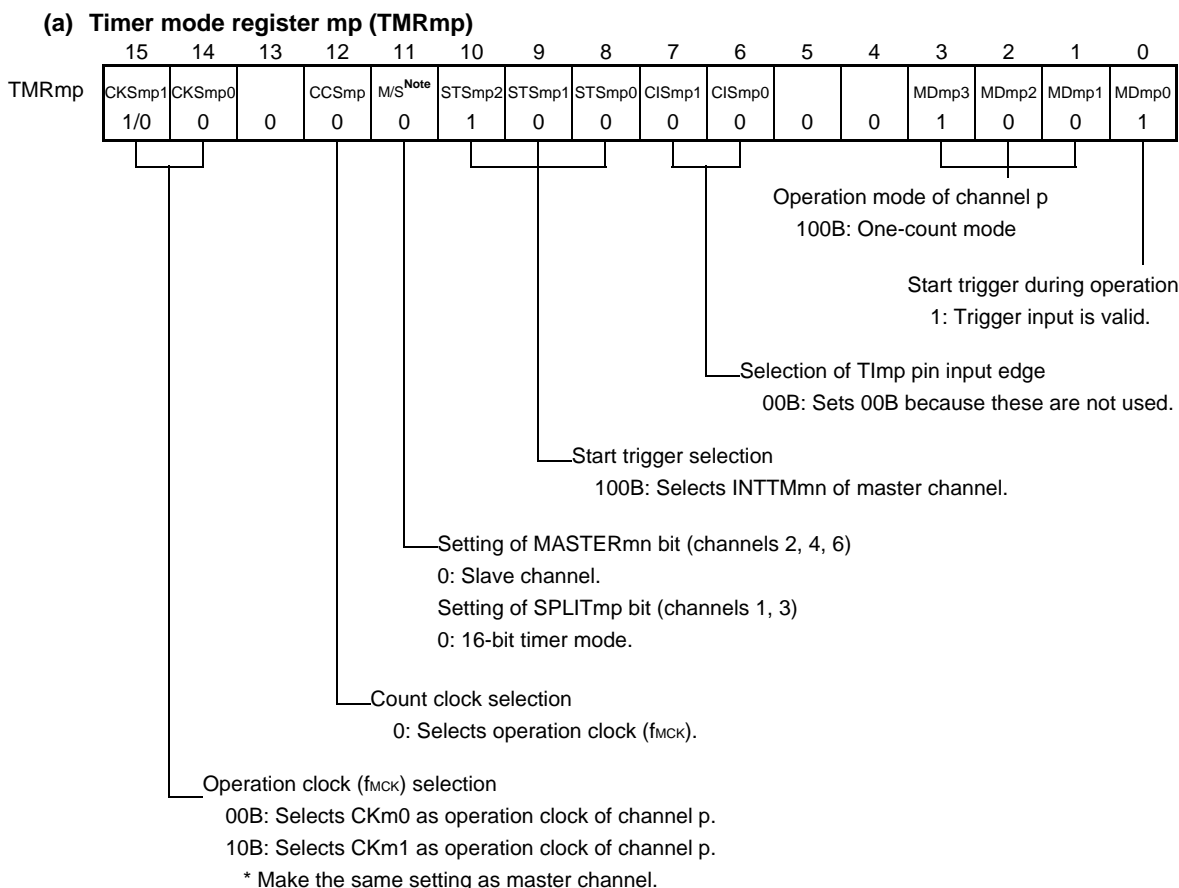 (a) Timer mode register mp (TMRmp)
15 14 13 12 11 10 9 8 7 6 5 4 3 2 1 0
TMRmp CKSmp1 CKSmp0 CCSmp M/S Note STSmp2 STSmp1 STSmp0 CISmp1 CISmp0 MDmp3 MDmp2 MDmp1 MDmp0
1/0 0 0 0 0 1 0 0 0 0 0 0 1 0 0 1
Operation mode of channel p
100B: One-count mode
Start trigger during operation
1: Trigger input is valid.
Selection of TImp pin input edge
00B: Sets 00B because these are not used.
Start trigger selection
100B: Selects INTTMmn of master channel.
Setting of MASTERmn bit (channels 2, 4, 6)
0: Slave channel.
Setting of SPLITmp bit (channels 1, 3)
0: 16-bit timer mode.
Count clock selection
0: Selects operation clock (fMCK).
Operation clock (fMCK) selection
00B: Selects CKm0 as operation clock of channel p.
10B: Selects CKm1 as operation clock of channel p.
* Make the same setting as master channel.